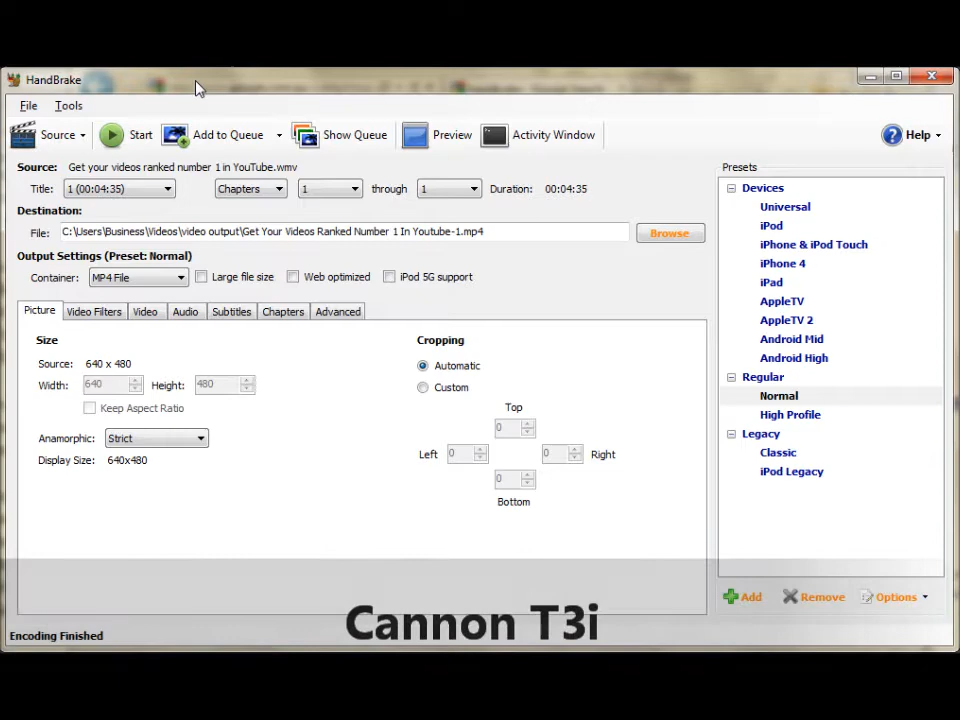 HandBrake
File Tools
Source Start Add to Queue Show Queue Preview Activity Window Help
Source: Get your videos ranked number 1 in YouTube.wmv
Title: 1 (00:04:35) Chapters 1 through 1 Duration: 00:04:35
Destination:
File: C:\Users\Business\Videos\video output\Get Your Videos Ranked Number 1 In Youtube-1.mp4 Browse
Output Settings (Preset: Normal)
Container: MP4 File Large file size Web optimized iPod 5G support
Picture Video Filters Video Audio Subtitles Chapters Advanced
Size
Source: 640 x 480
Width: 640 Height: 480
Keep Aspect Ratio
Anamorphic: Strict
Display Size: 640x480
Cropping
Automatic
Custom
Top
0
Left 0 0 Right
0
Bottom
Presets
Devices
Universal
iPod
iPhone & iPod Touch
iPhone 4
iPad
AppleTV
AppleTV 2
Android Mid
Android High
Regular
Normal
High Profile
Legacy
Classic
iPod Legacy
Add Remove Options
Cannon T3i
Encoding Finished